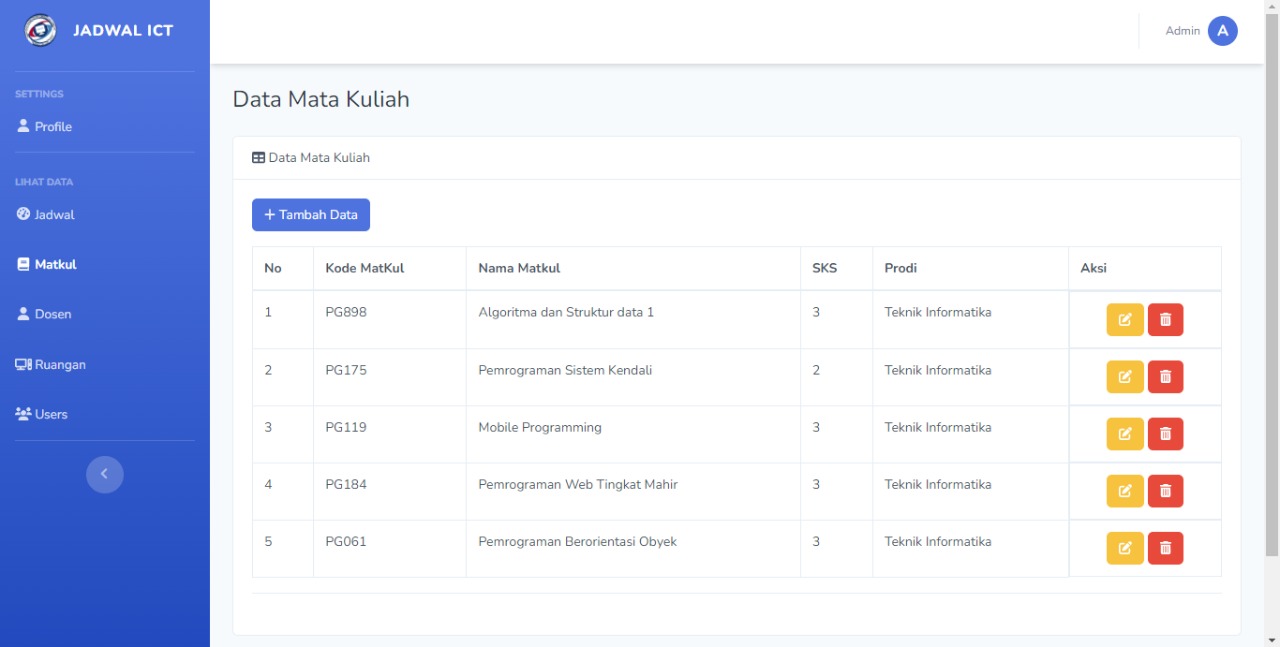 JADWAL ICT
Admin
A
SETTINGS
Profile
LIHAT DATA
Jadwal
Matkul
Dosen
Ruangan
Users
Data Mata Kuliah
Data Mata Kuliah
+ Tambah Data
No Kode MatKul Nama Matkul SKS Prodi Aksi
1 PG898 Algoritma dan Struktur data 1 3 Teknik Informatika
2 PG175 Pemrograman Sistem Kendali 2 Teknik Informatika
3 PG119 Mobile Programming 3 Teknik Informatika
4 PG184 Pemrograman Web Tingkat Mahir 3 Teknik Informatika
5 PG061 Pemrograman Berorientasi Obyek 3 Teknik Informatika